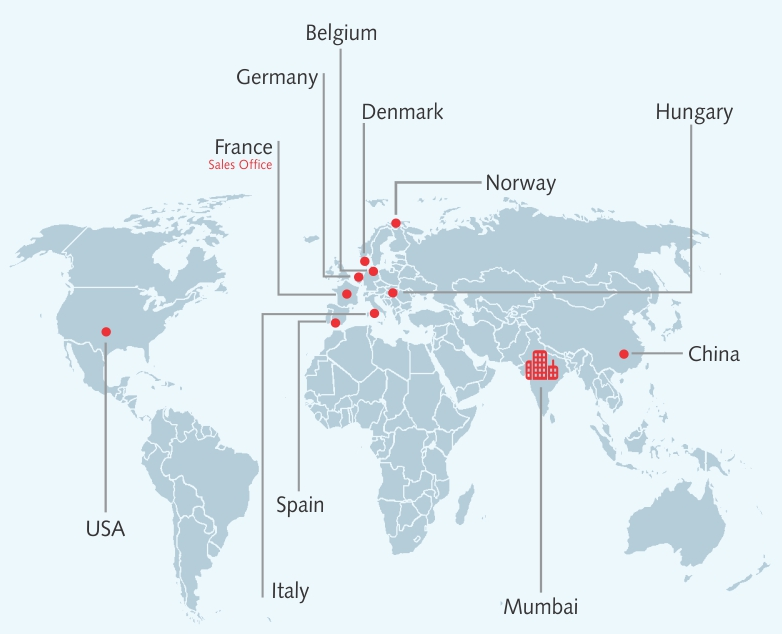 Belgium
Germany
Denmark
Hungary
France
Sales Office
Norway
China
Spain
USA
Italy
Mumbai